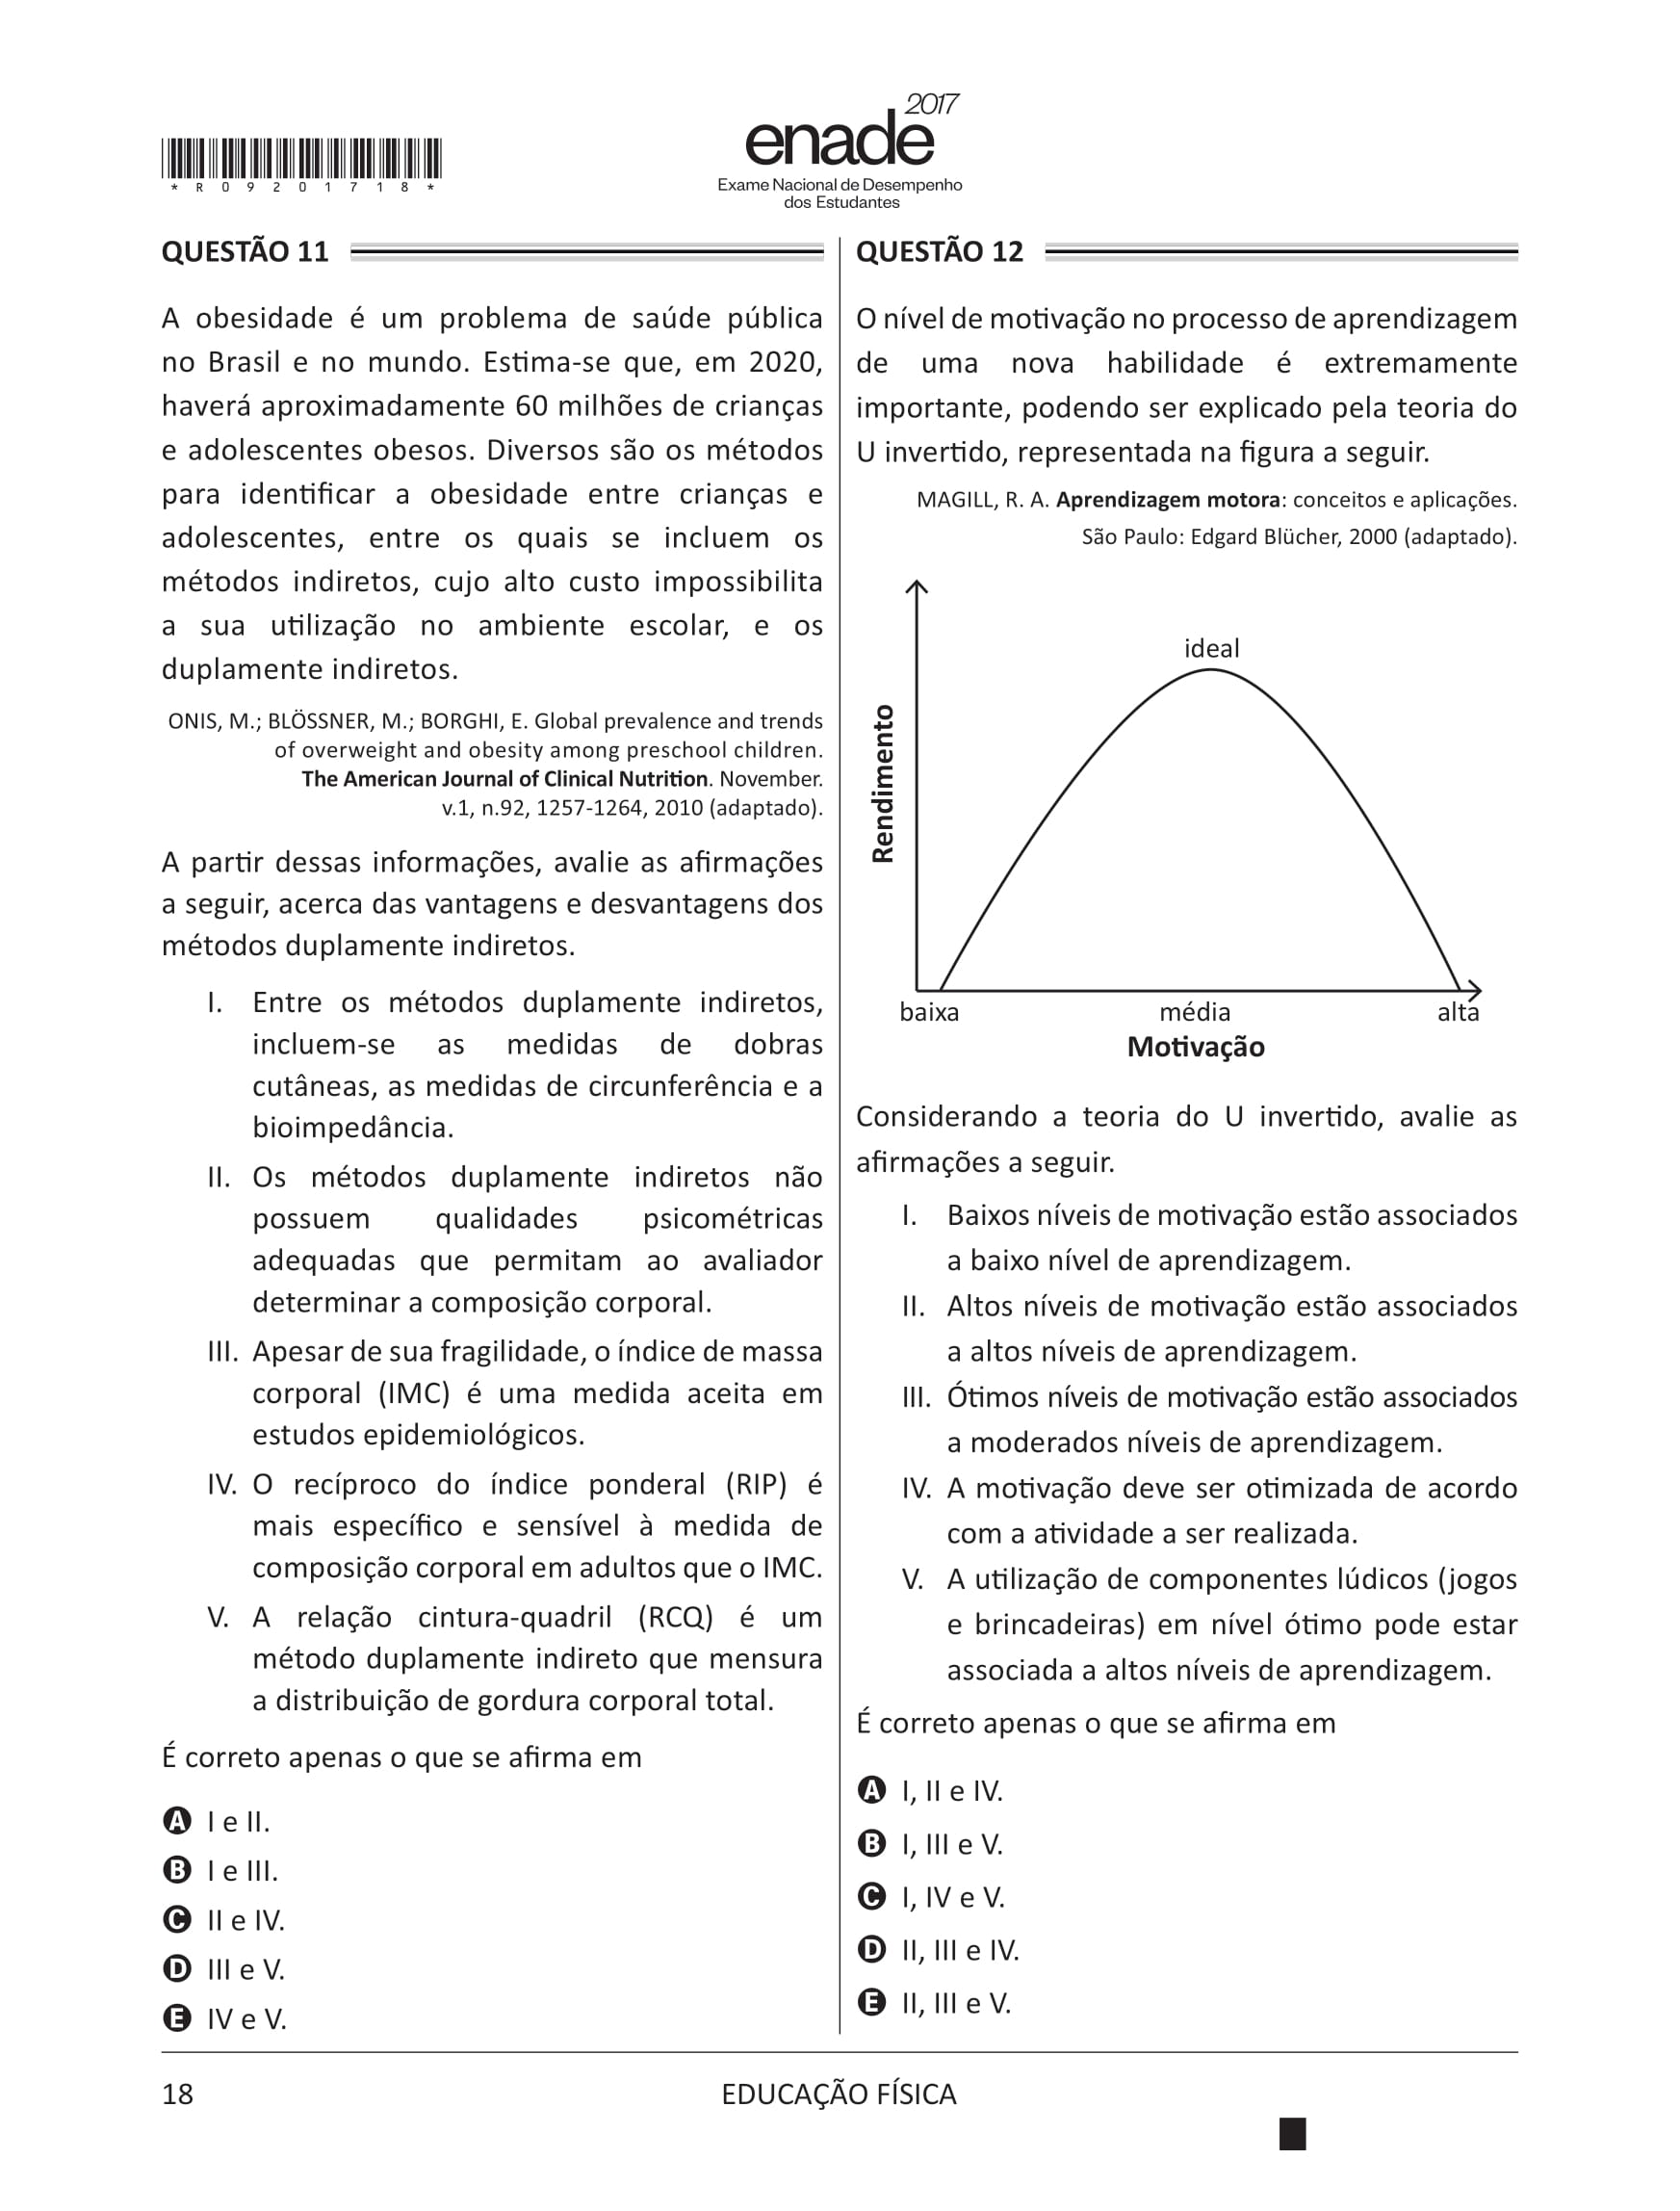 *R09201718*
enade 2017
Exame Nacional de Desempenho
dos Estudantes
QUESTÃO 11
A obesidade é um problema de saúde pública
no Brasil e no mundo. Estima-se que, em 2020,
haverá aproximadamente 60 milhões de crianças
e adolescentes obesos. Diversos são os métodos
para identificar a obesidade entre crianças e
adolescentes, entre os quais se incluem os
métodos indiretos, cujo alto custo impossibilita
a sua utilização no ambiente escolar, e os
duplamente indiretos.
ONIS, M.; BLÖSSNER, M.; BORGHI, E. Global prevalence and trends
of overweight and obesity among preschool children.
The American Journal of Clinical Nutrition. November.
v.1, n.92, 1257-1264, 2010 (adaptado).
A partir dessas informações, avalie as afirmações
a seguir, acerca das vantagens e desvantagens dos
métodos duplamente indiretos.
I. Entre os métodos duplamente indiretos,
incluem-se as medidas de dobras
cutâneas, as medidas de circunferência e a
bioimpedância.
II. Os métodos duplamente indiretos não
possuem qualidades psicométricas
adequadas que permitam ao avaliador
determinar a composição corporal.
III. Apesar de sua fragilidade, o índice de massa
corporal (IMC) é uma medida aceita em
estudos epidemiológicos.
IV. O recíproco do índice ponderal (RIP) é
mais específico e sensível à medida de
composição corporal em adultos que o IMC.
V. A relação cintura-quadril (RCQ) é um
método duplamente indireto que mensura
a distribuição de gordura corporal total.
É correto apenas o que se afirma em
A I e II.
B I e III.
C II e IV.
D III e V.
E IV e V.
QUESTÃO 12
O nível de motivação no processo de aprendizagem
de uma nova habilidade é extremamente
importante, podendo ser explicado pela teoria do
U invertido, representada na figura a seguir.
MAGILL, R. A. Aprendizagem motora: conceitos e aplicações.
São Paulo: Edgard Blücher, 2000 (adaptado).
ideal
Rendimento
baixa média alta
Motivação
Considerando a teoria do U invertido, avalie as
afirmações a seguir.
I. Baixos níveis de motivação estão associados
a baixo nível de aprendizagem.
II. Altos níveis de motivação estão associados
a altos níveis de aprendizagem.
III. Ótimos níveis de motivação estão associados
a moderados níveis de aprendizagem.
IV. A motivação deve ser otimizada de acordo
com a atividade a ser realizada.
V. A utilização de componentes lúdicos (jogos
e brincadeiras) em nível ótimo pode estar
associada a altos níveis de aprendizagem.
É correto apenas o que se afirma em
A I, II e IV.
B I, III e V.
C I, IV e V.
D II, III e IV.
E II, III e V.
18
EDUCAÇÃO FÍSICA